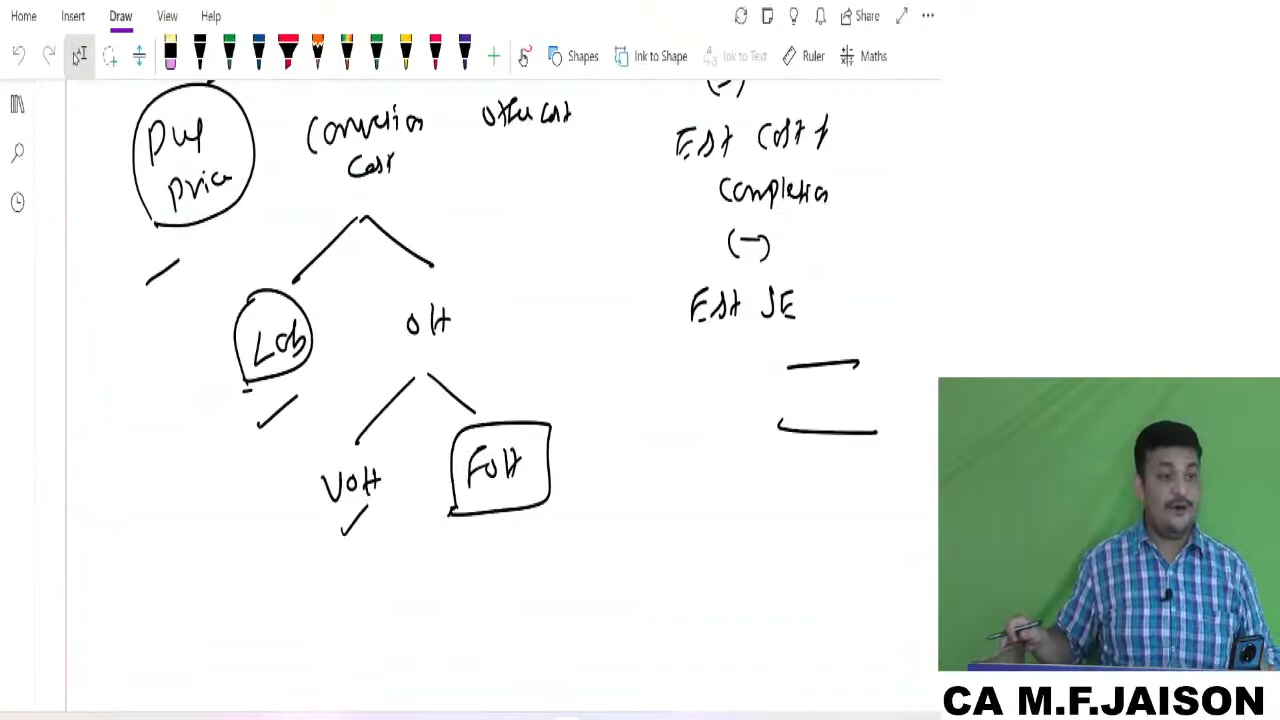 Home Insert Draw View Help
Share
Shapes Ink to Shape Ink to Text Ruler Maths
Pur
Price
Conversion
Cost
other cost
(-)
Est Cost of
Completion
(-)
Est SE
Lab
OH
VOH
FOH
CA M.F.JAISON